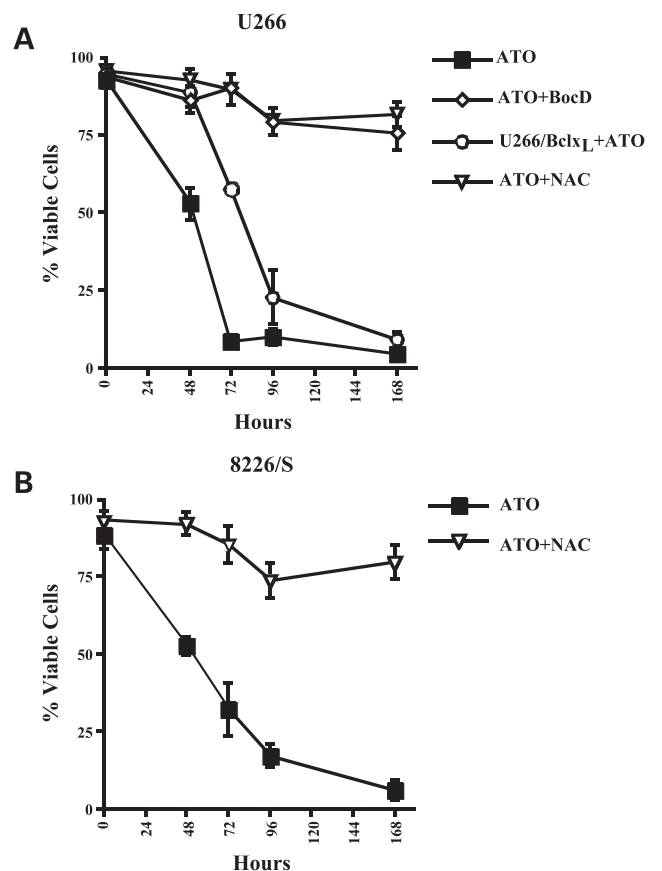 A
U266
100
75
50
25
0
% Viable Cells
0 24 48 72 96 120 144 168
Hours
ATO
ATO+BocD
U266/BclxL+ATO
ATO+NAC
B
8226/S
100
75
50
25
0
% Viable Cells
0 24 48 72 96 120 144 168
Hours
ATO
ATO+NAC